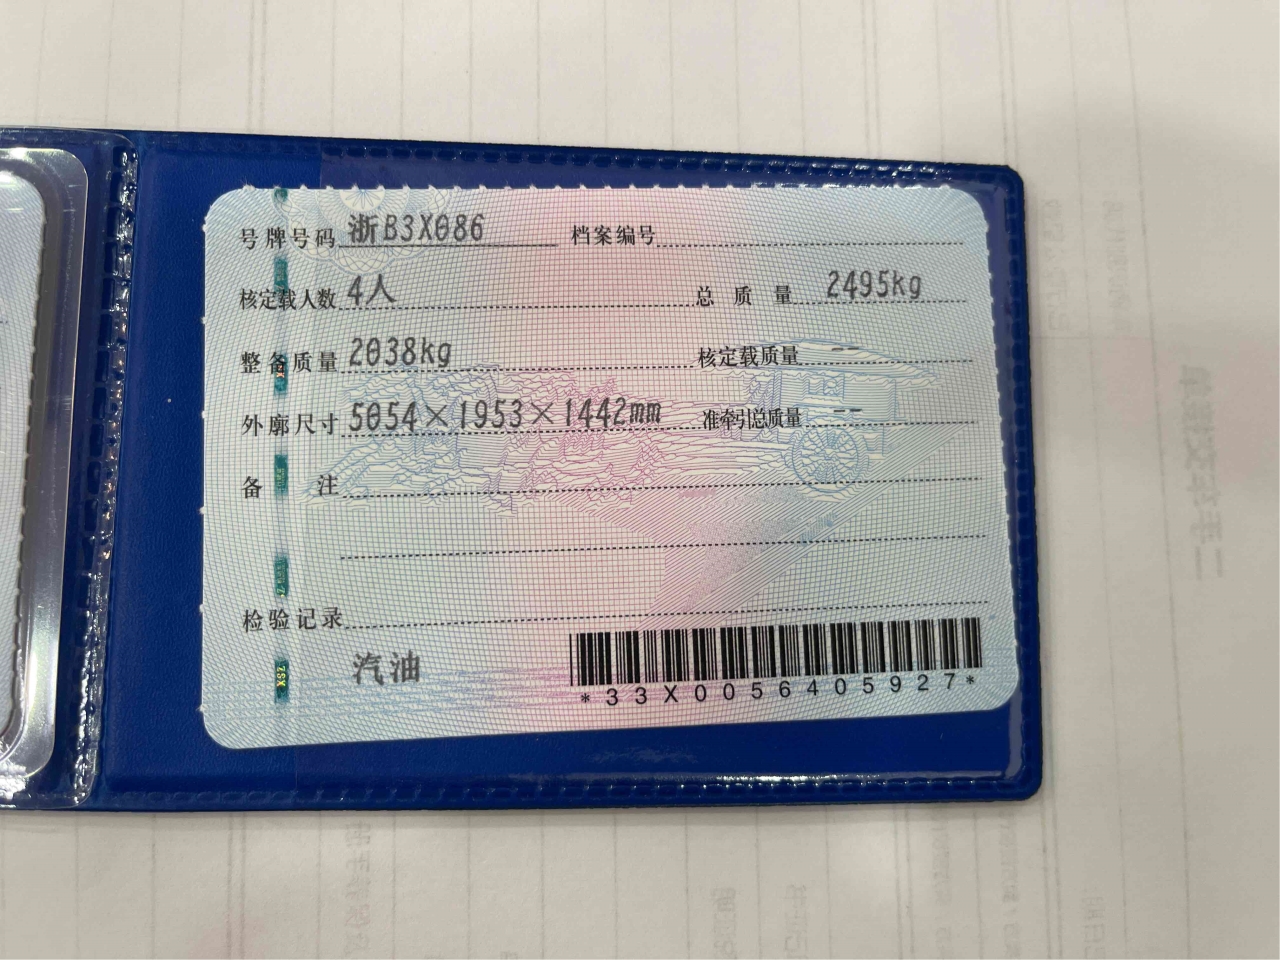 号牌号码 浙B3X086 档案编号
核定载人数 4人 总质量 2495kg
整备质量 2038kg 核定载质量 --
外廓尺寸 5054×1953×1442mm 准牵引总质量 --
备注
检验记录
汽油
*33X0056405927*
XSZ